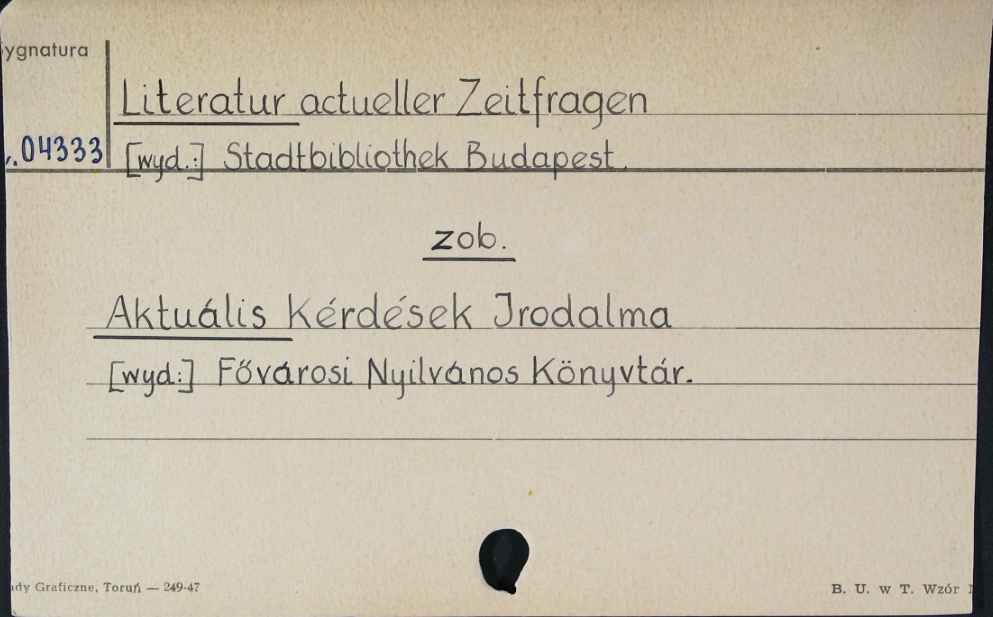 ygnatura
Literatur actueller Zeitfragen
04333
[wyd.:] Stadtbibliothek Budapest.
zob.
Aktuális Kérdések Irodalma
[wyd:] Fővárosi Nyilvános Könyvtár.
dy Graficzne, Toruń — 249-47
B. U. w T. Wzór